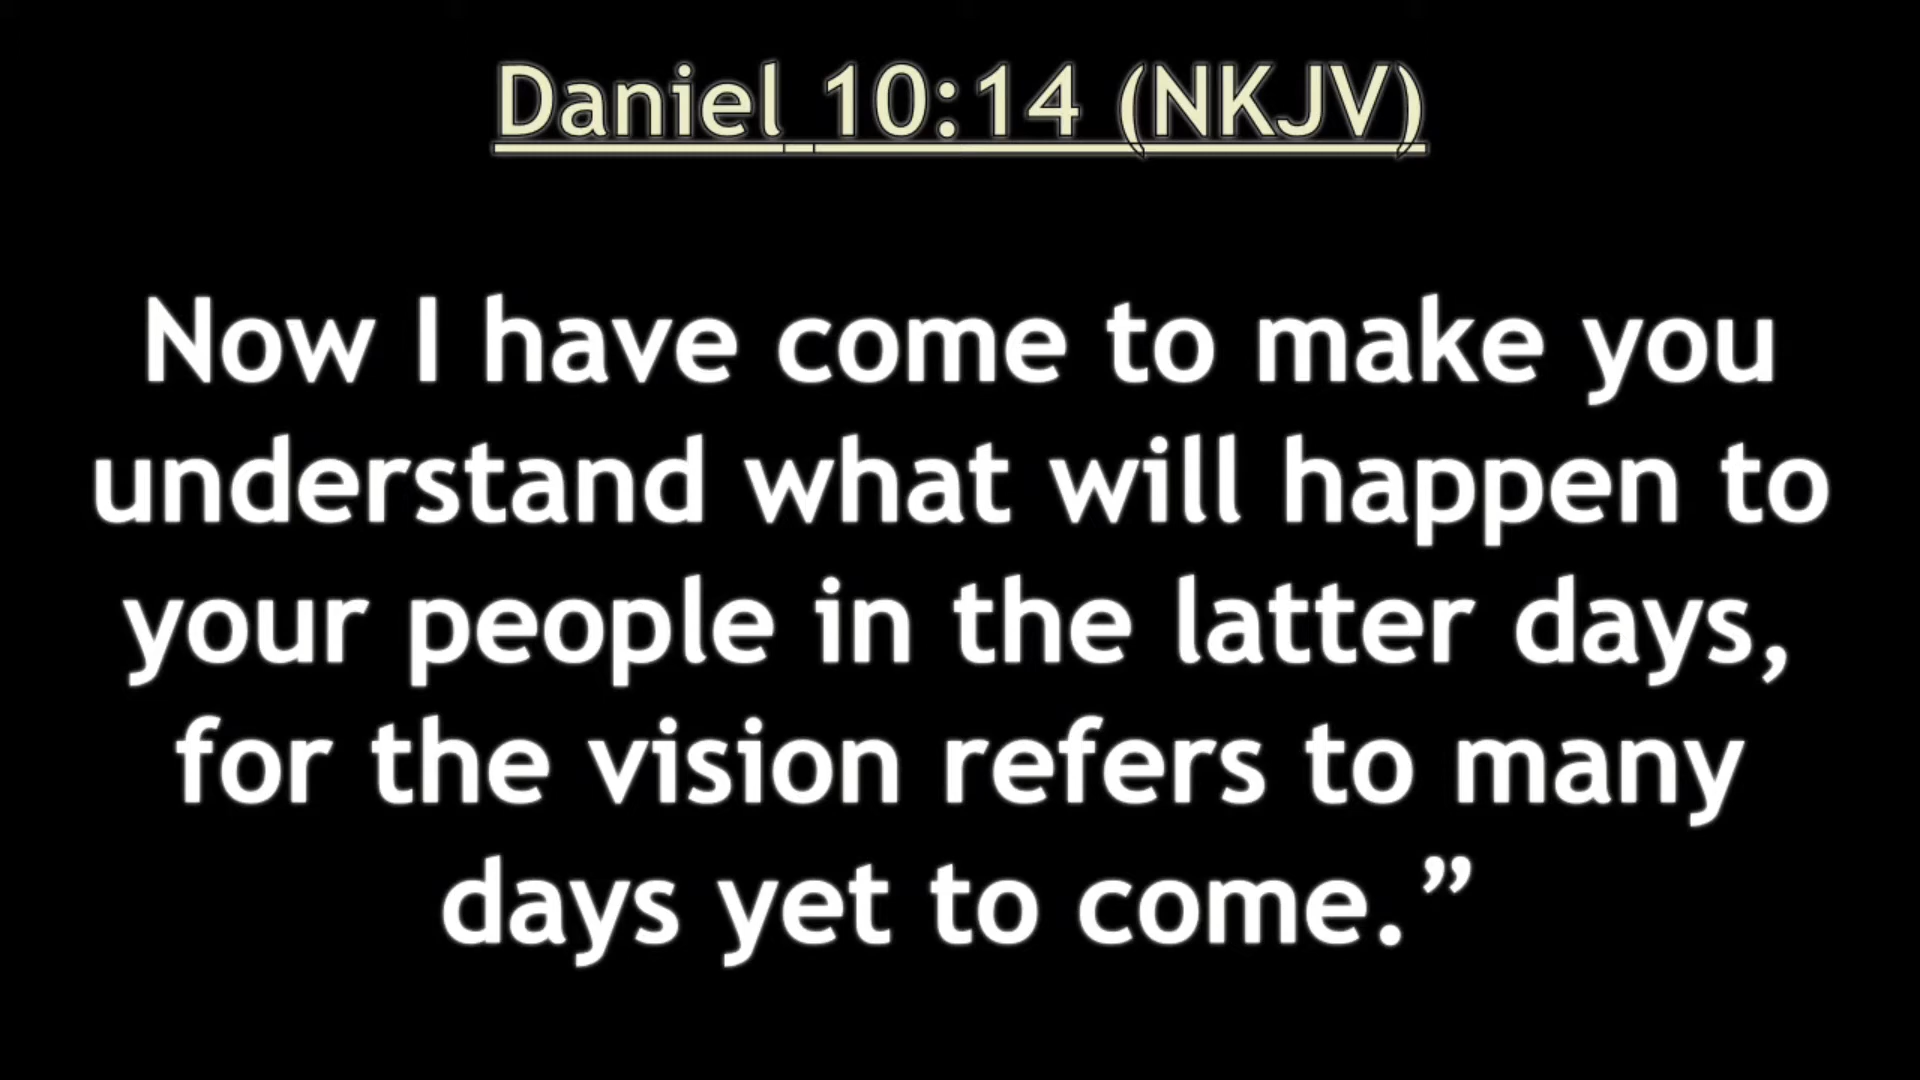 Daniel 10:14 (NKJV)
Now I have come to make you
understand what will happen to
your people in the latter days,
for the vision refers to many
days yet to come.”